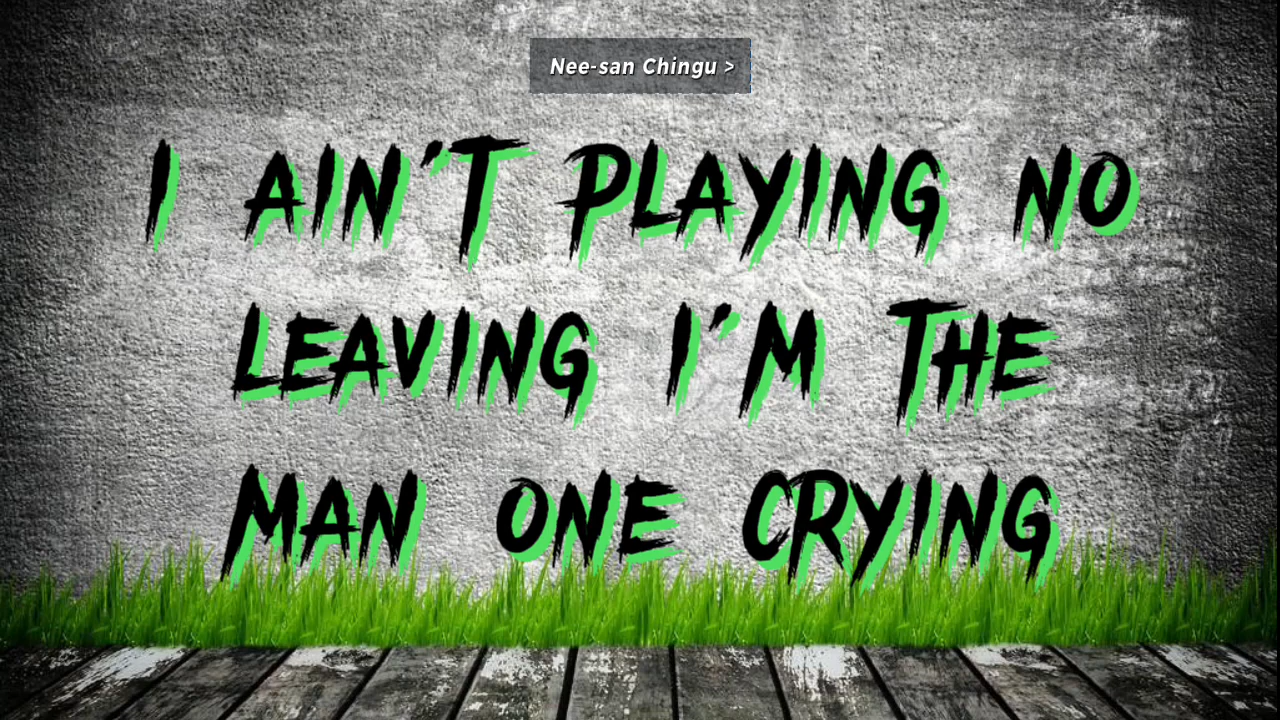 Nee-san Chingu >
I AIN'T PLAYING NO
LEAVING I'M THE
MAN ONE CRYING